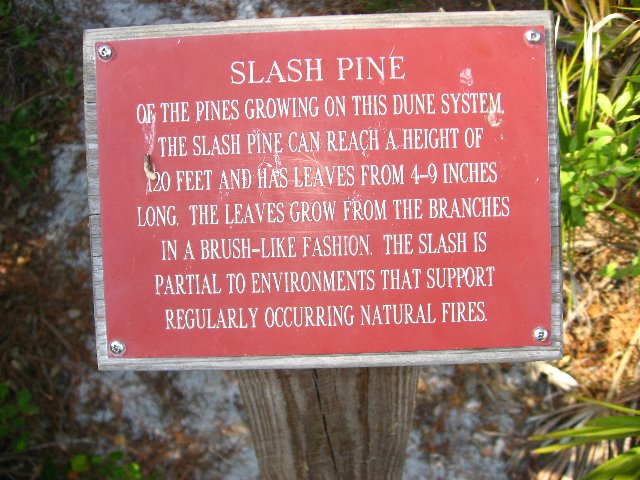 SLASH PINE
OF THE PINES GROWING ON THIS DUNE SYSTEM,
THE SLASH PINE CAN REACH A HEIGHT OF
120 FEET AND HAS LEAVES FROM 4-9 INCHES
LONG. THE LEAVES GROW FROM THE BRANCHES
IN A BRUSH-LIKE FASHION. THE SLASH IS
PARTIAL TO ENVIRONMENTS THAT SUPPORT
REGULARLY OCCURRING NATURAL FIRES.